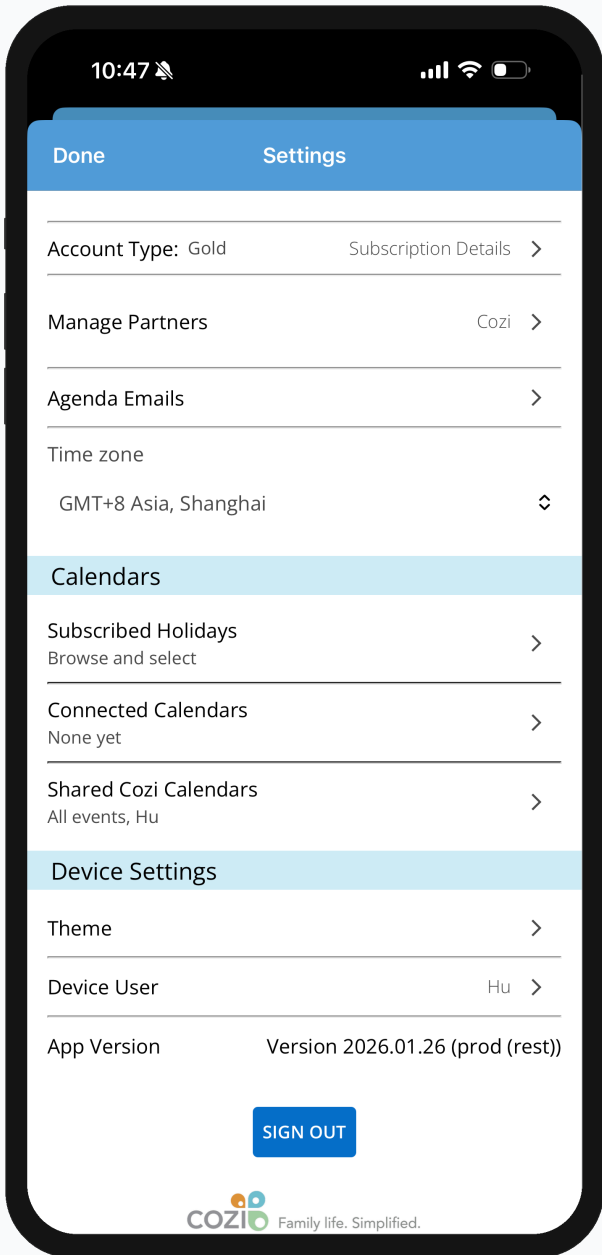 10:47
Done Settings
Account Type: Gold Subscription Details
Manage Partners Cozi
Agenda Emails
Time zone
GMT+8 Asia, Shanghai
Calendars
Subscribed Holidays
Browse and select
Connected Calendars
None yet
Shared Cozi Calendars
All events, Hu
Device Settings
Theme
Device User Hu
App Version Version 2026.01.26 (prod (rest))
SIGN OUT
COZI Family life. Simplified.